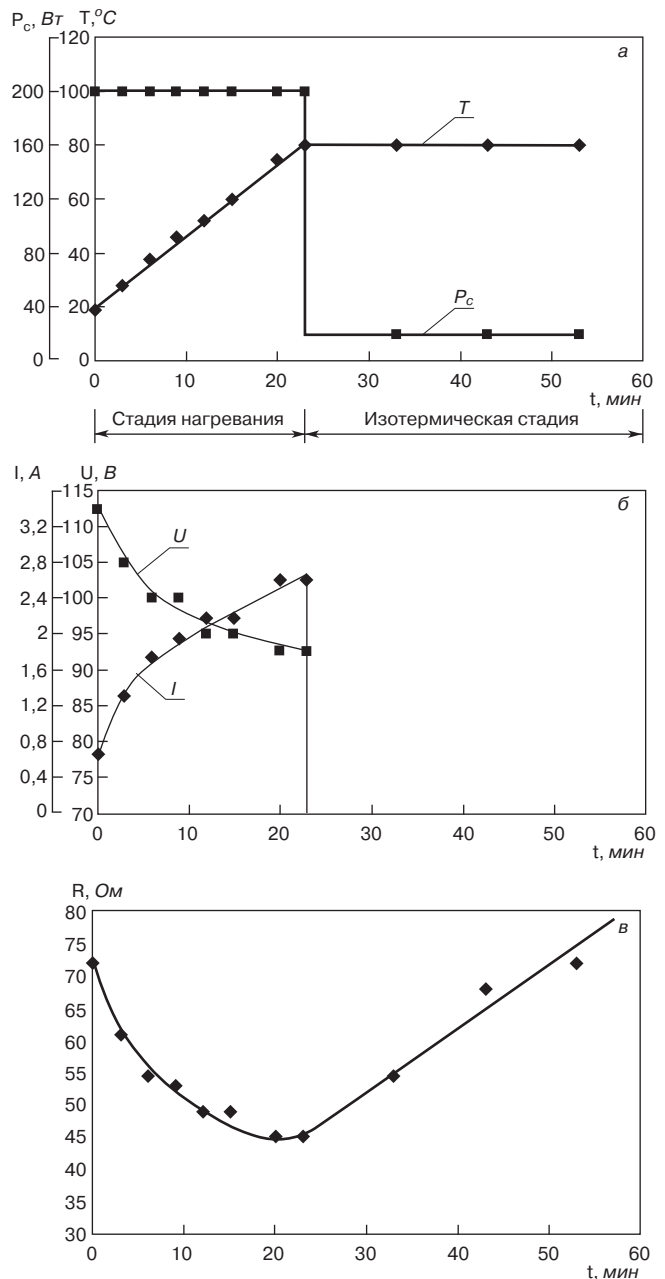 P_c, Вт T,°C
а
120
200 100
160 80
120 60
80 40
40 20
0 0
T
P_c
0 10 20 30 40 50 60
t, мин
Стадия нагревания Изотермическая стадия
I, А U, В
б
115
3,2 110
2,8 105
2,4 100
2 95
1,6 90
1,2 85
0,8 80
0,4 75
0 70
U
I
0 10 20 30 40 50 60
t, мин
R, Ом
в
80
75
70
65
60
55
50
45
40
35
30
0 10 20 30 40 50 60
t, мин